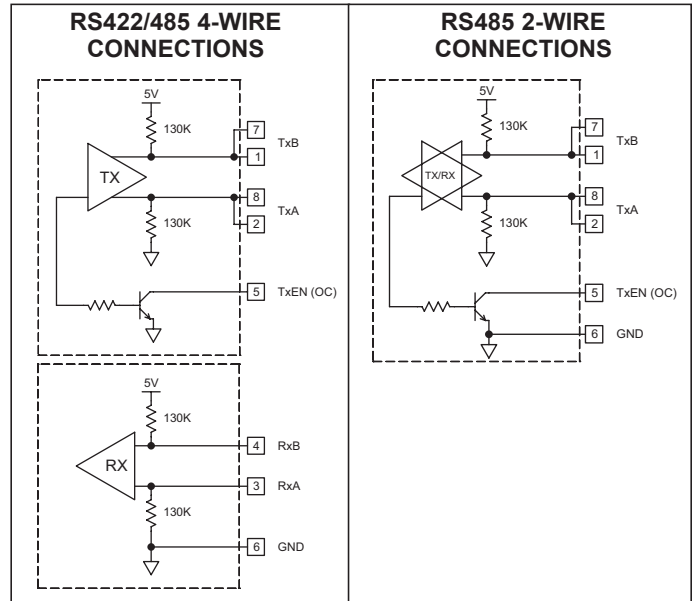 RS422/485 4-WIRE
CONNECTIONS
5V
130K
7
TxB
1
TX
8
TxA
130K
2
5
TxEN (OC)
5V
130K
4
RxB
RX
3
RxA
130K
6
GND
RS485 2-WIRE
CONNECTIONS
5V
130K
7
TxB
1
TX/RX
8
TxA
130K
2
5
TxEN (OC)
6
GND